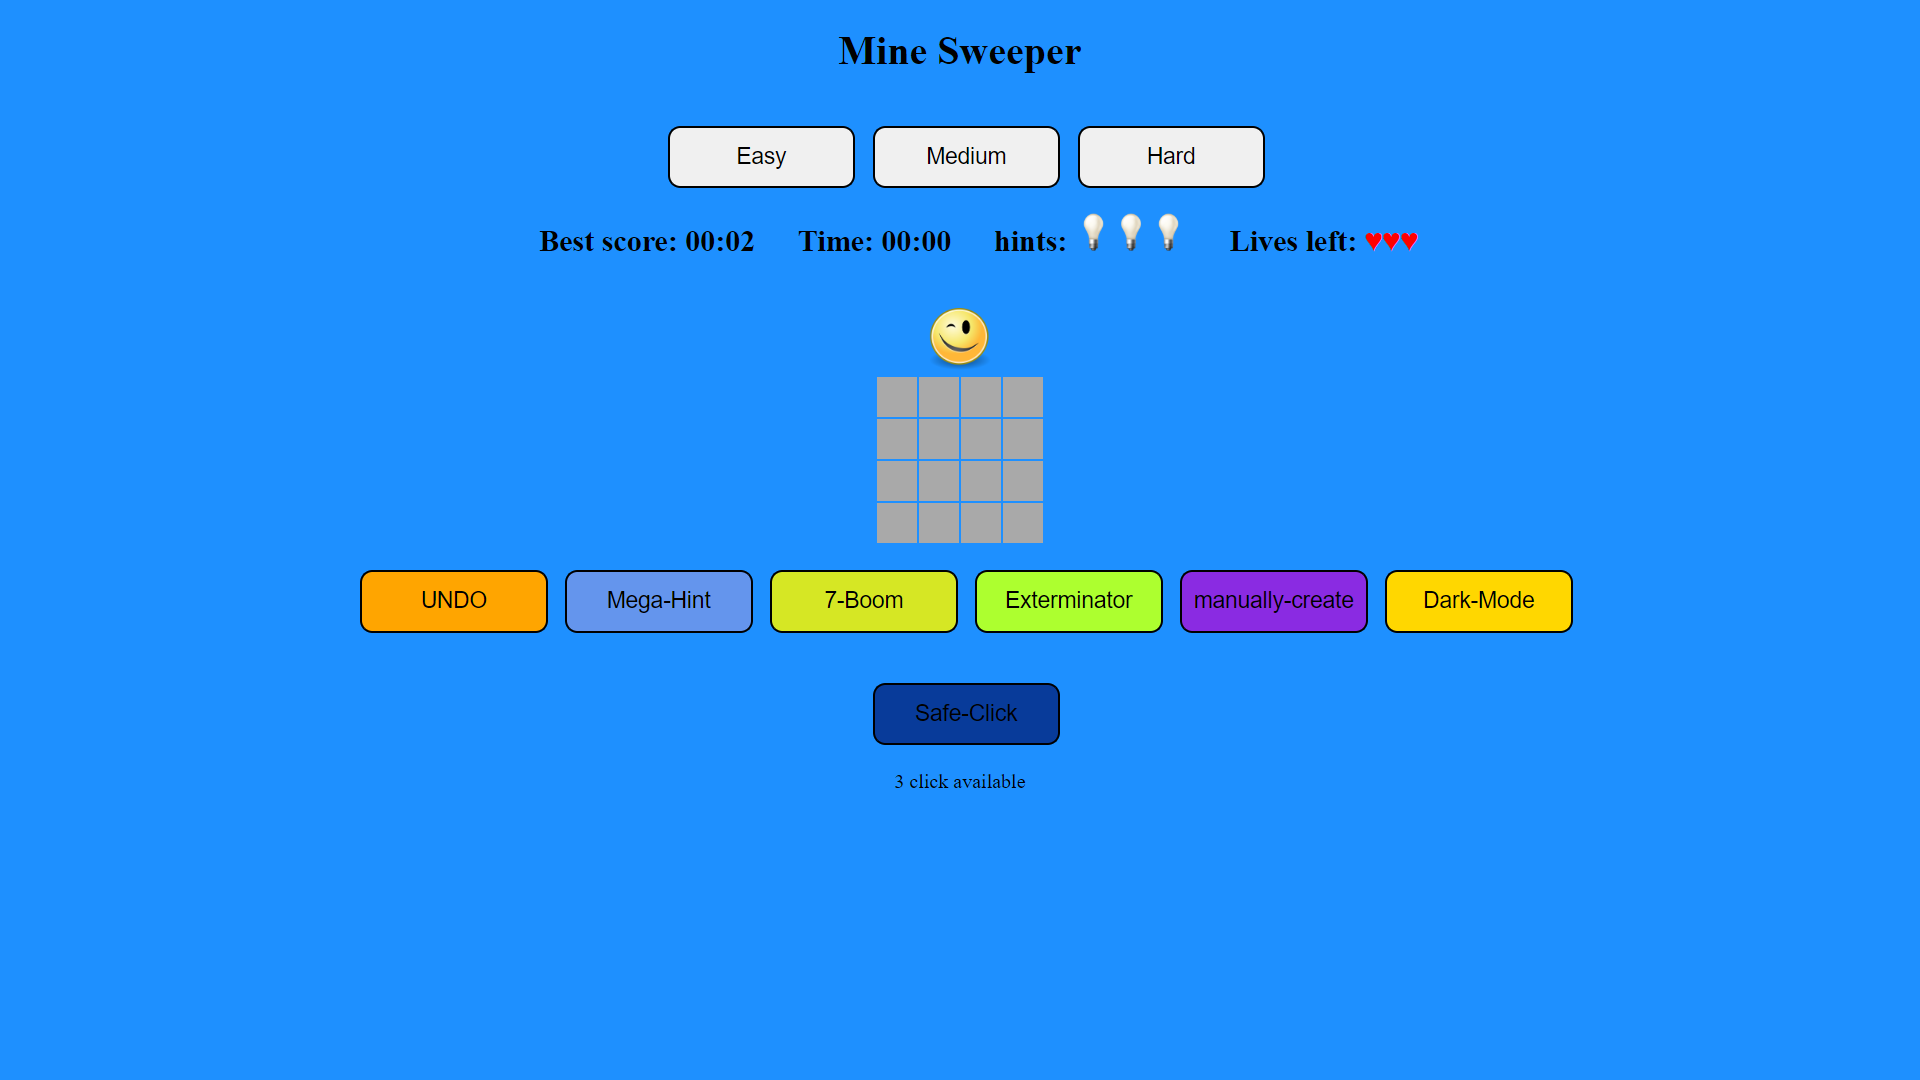 Mine Sweeper
Easy Medium Hard
Best score: 00:02 Time: 00:00 hints: Lives left: ♥♥♥
UNDO Mega-Hint 7-Boom Exterminator manually-create Dark-Mode
Safe-Click
3 click available